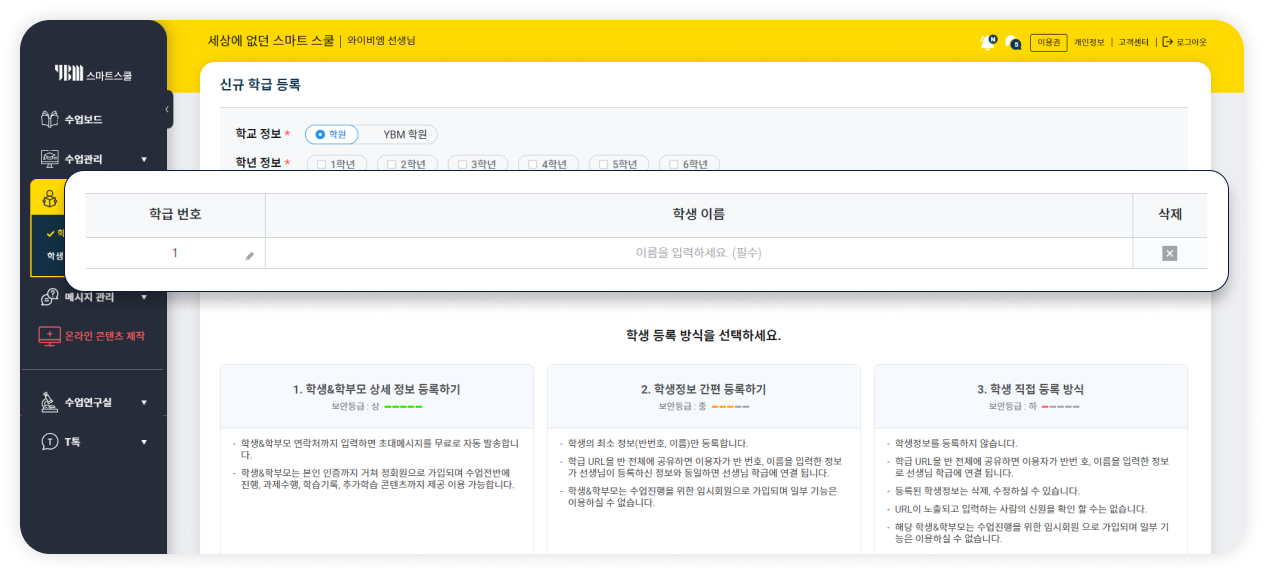 세상에 없던 스마트 스쿨 | 와이비엠 선생님
N
5
이용권
개인정보 | 고객센터 | 로그아웃
YBM 스마트스쿨
수업보드
수업관리 ▼
학
학생
메시지 관리 ▼
온라인 콘텐츠 제작
수업연구실 ▼
T톡 ▼
신규 학급 등록
학교 정보 * 학원 YBM 학원
학년 정보 * 1학년 2학년 3학년 4학년 5학년 6학년
학급 번호 학생 이름 삭제
1 이름을 입력하세요. (필수)
학생 등록 방식을 선택하세요.
1. 학생&학부모 상세 정보 등록하기
보안등급 : 상
- 학생&학부모 연락처까지 입력하면 초대메시지를 무료로 자동 발송합니
다.
- 학생&학부모는 본인 인증까지 거쳐 정회원으로 가입되며 수업전반에
진행, 과제수행, 학습기록, 추가학습 콘텐츠까지 제공 이용 가능합니다.
2. 학생정보 간편 등록하기
보안등급 : 중
- 학생의 최소 정보(반번호, 이름)만 등록합니다.
- 학급 URL을 반 전체에 공유하면 이용자가 반 번호, 이름을 입력한 정보
가 선생님이 등록하신 정보와 동일하면 선생님 학급에 연결 됩니다.
- 학생&학부모는 수업진행을 위한 임시회원으로 가입되며 일부 기능은
이용하실 수 없습니다.
3. 학생 직접 등록 방식
보안등급 : 하
- 학생정보를 등록하지 않습니다.
- 학급 URL을 반 전체에 공유하면 이용자가 반번 호, 이름을 입력한 정보
로 선생님 학급에 연결 됩니다.
- 등록된 학생정보는 삭제, 수정하실 수 있습니다.
- URL이 노출되고 입력하는 사람의 신원을 확인 할 수는 없습니다.
- 해당 학생&학부모는 수업진행을 위한 임시회원 으로 가입되며 일부 기
능은 이용하실 수 없습니다.